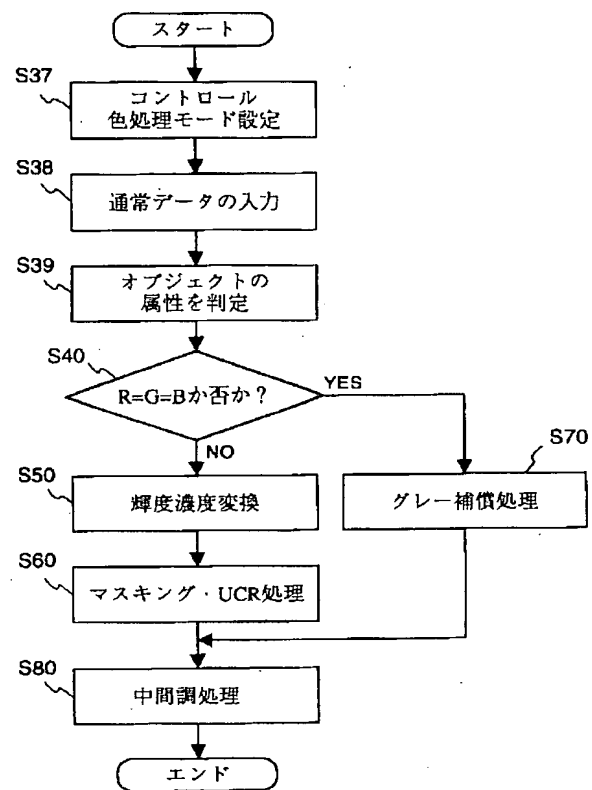 スタート
S37
コントロール
色処理モード設定
S38
通常データの入力
S39
オブジェクトの
属性を判定
S40
R=G=Bか否か？
YES
NO
S50
輝度濃度変換
S70
グレー補償処理
S60
マスキング・UCR処理
S80
中間調処理
エンド